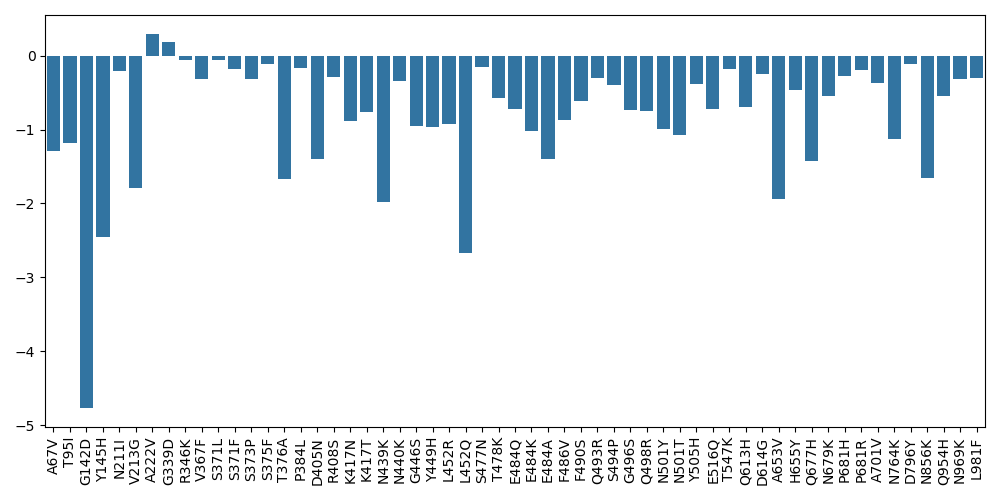 0
−1
−2
−3
−4
−5
A67V
T95I
G142D
Y145H
N211I
V213G
A222V
G339D
R346K
V367F
S371L
S371F
S373P
S375F
T376A
P384L
D405N
R408S
K417N
K417T
N439K
N440K
G446S
Y449H
L452R
L452Q
S477N
T478K
E484Q
E484K
E484A
F486V
F490S
Q493R
S494P
G496S
Q498R
N501Y
N501T
Y505H
E516Q
T547K
Q613H
D614G
A653V
H655Y
Q677H
N679K
P681H
P681R
A701V
N764K
D796Y
N856K
Q954H
N969K
L981F